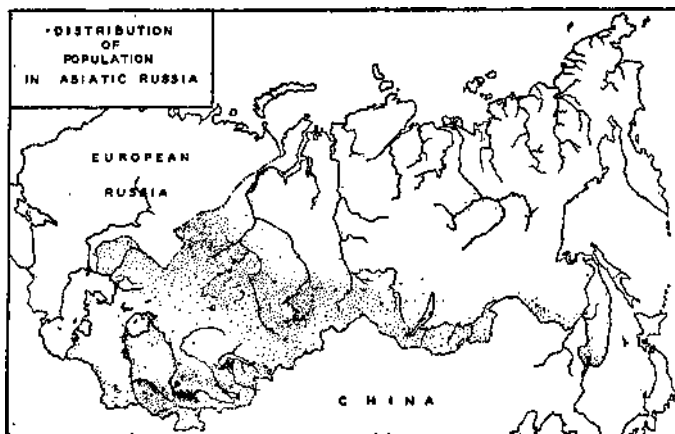 DISTRIBUTION
OF
POPULATION
IN ASIATIC RUSSIA
EUROPEAN
RUSSIA
CHINA